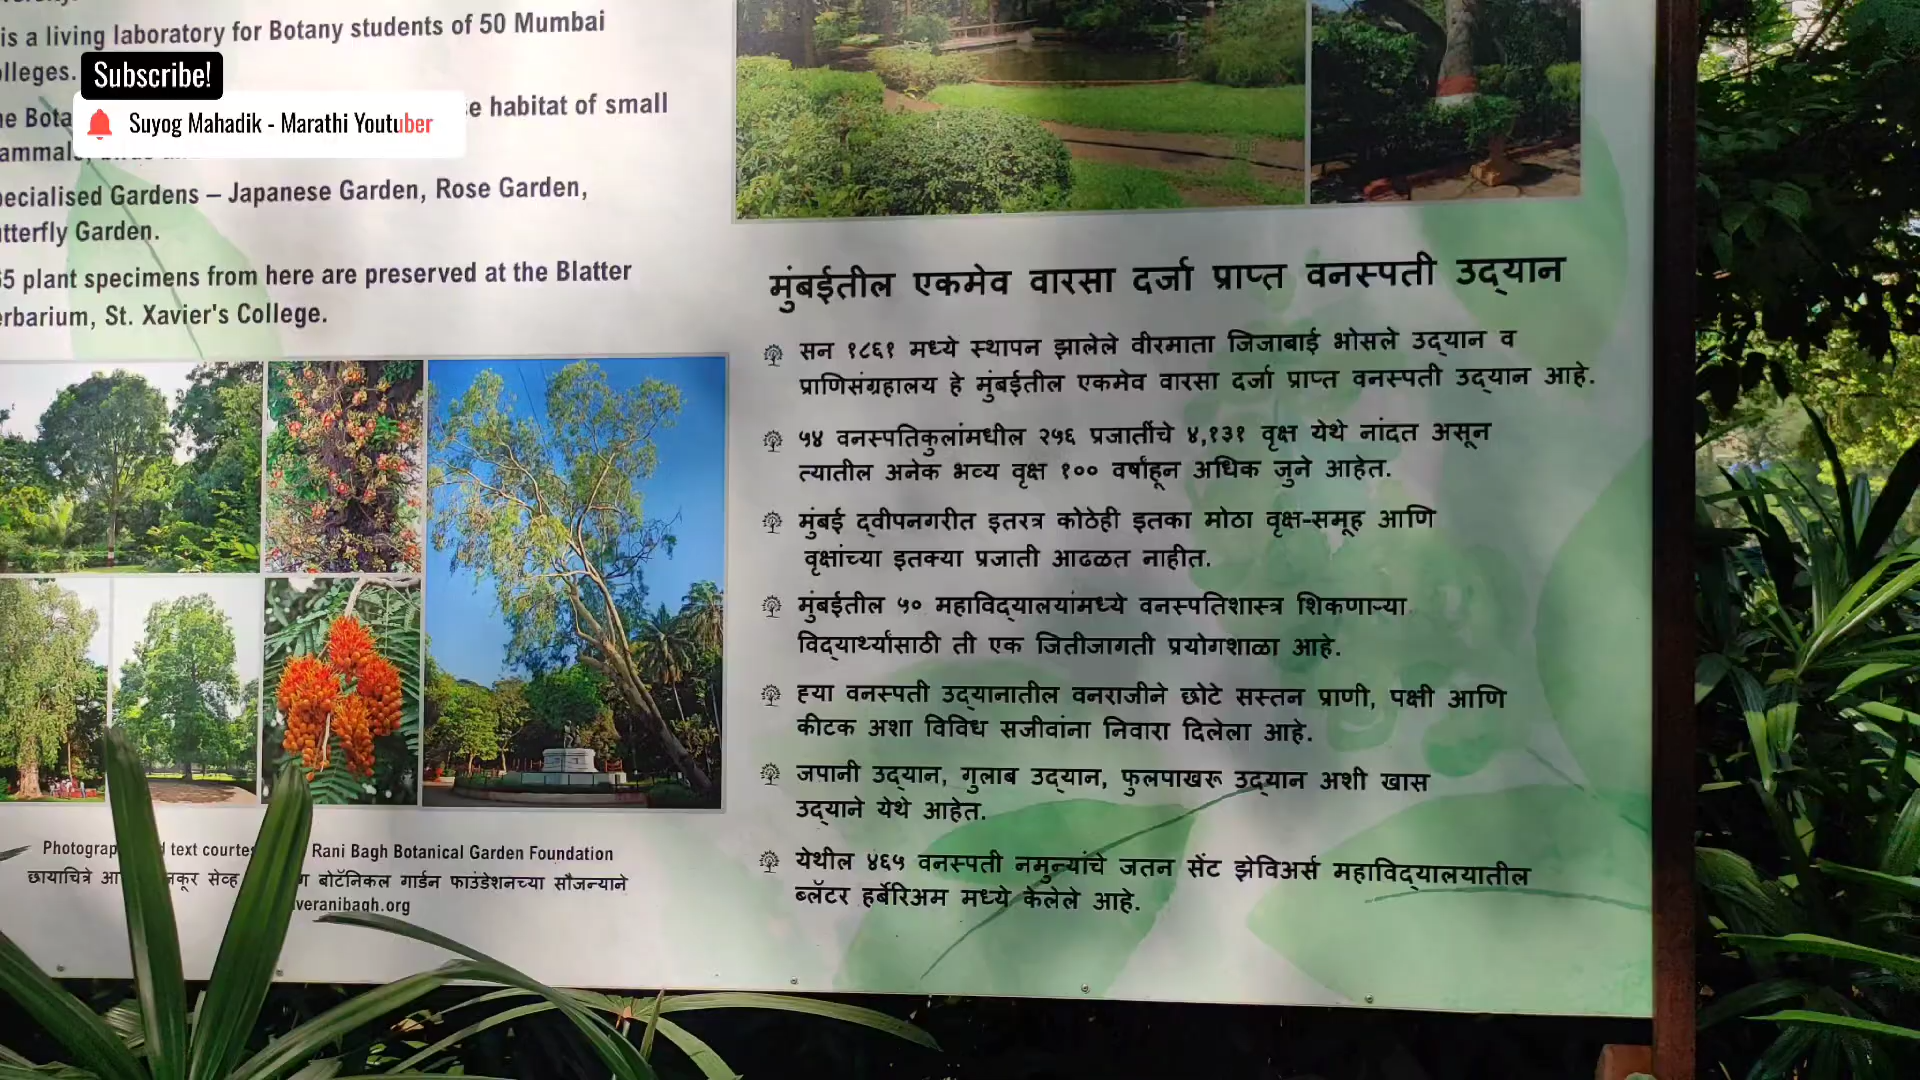 is a living laboratory for Botany students of 50 Mumbai
lleges.
Subscribe!
Suyog Mahadik - Marathi Youtuber
e habitat of small
ecialised Gardens – Japanese Garden, Rose Garden,
tterfly Garden.
65 plant specimens from here are preserved at the Blatter
erbarium, St. Xavier's College.
Photograp text courte Rani Bagh Botanical Garden Foundation
छायाचित्रे आ नकूर सेव्ह ग बोटॅनिकल गार्डन फाउंडेशनच्या सौजन्याने
veranibagh.org
मुंबईतील एकमेव वारसा दर्जा प्राप्त वनस्पती उद्‌यान
सन १८६१ मध्ये स्थापन झालेले वीरमाता जिजाबाई भोसले उद्‌यान व
प्राणिसंग्रहालय हे मुंबईतील एकमेव वारसा दर्जा प्राप्त वनस्पती उद्‌यान आहे.
५४ वनस्पतिकुलांमधील २५६ प्रजातींचे ४,१३१ वृक्ष येथे नांदत असून
त्यातील अनेक भव्य वृक्ष १०० वर्षांहून अधिक जुने आहेत.
मुंबई द्‌वीपनगरीत इतरत्र कोठेही इतका मोठा वृक्ष-समूह आणि
वृक्षांच्या इतक्या प्रजाती आढळत नाहीत.
मुंबईतील ५० महाविद्‌यालयांमध्ये वनस्पतिशास्त्र शिकणाऱ्या
विद्‌यार्थ्यांसाठी ती एक जितीजागती प्रयोगशाळा आहे.
ह्या वनस्पती उद्‌यानातील वनराजीने छोटे सस्तन प्राणी, पक्षी आणि
कीटक अशा विविध सजीवांना निवारा दिलेला आहे.
जपानी उद्‌यान, गुलाब उद्‌यान, फुलपाखरू उद्‌यान अशी खास
उद्‌याने येथे आहेत.
येथील ४६५ वनस्पती नमुन्यांचे जतन सेंट झेविअर्स महाविद्‌यालयातील
ब्लॅटर हर्बेरिअम मध्ये केलेले आहे.